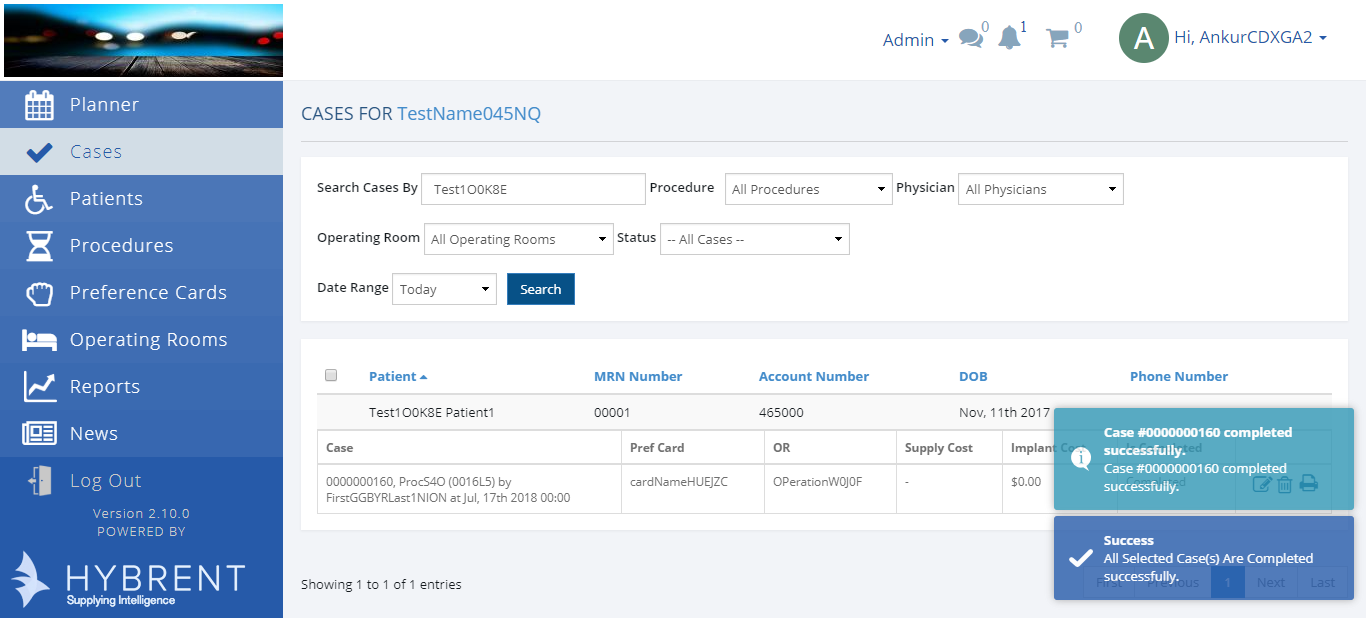 Admin 0 1 0 A Hi, AnkurCDXGA2
Planner
Cases
Patients
Procedures
Preference Cards
Operating Rooms
Reports
News
Log Out
Version 2.10.0
POWERED BY
HYBRENT
Supplying Intelligence
CASES FOR TestName045NQ
Search Cases By Test1O0K8E Procedure All Procedures Physician All Physicians
Operating Room All Operating Rooms Status -- All Cases --
Date Range Today Search
Patient MRN Number Account Number DOB Phone Number
Test1O0K8E Patient1 00001 465000 Nov, 11th 2017
Case Pref Card OR Supply Cost Implant Cost Is Completed
0000000160, ProcS4O (0016L5) by
FirstGGBYRLast1NION at Jul, 17th 2018 00:00
cardNameHUEJZC OPerationW0J0F - $0.00 Completed
Case #0000000160 completed
successfully.
Case #0000000160 completed
successfully.
Success
All Selected Case(s) Are Completed
successfully.
Showing 1 to 1 of 1 entries
First Previous 1 Next Last